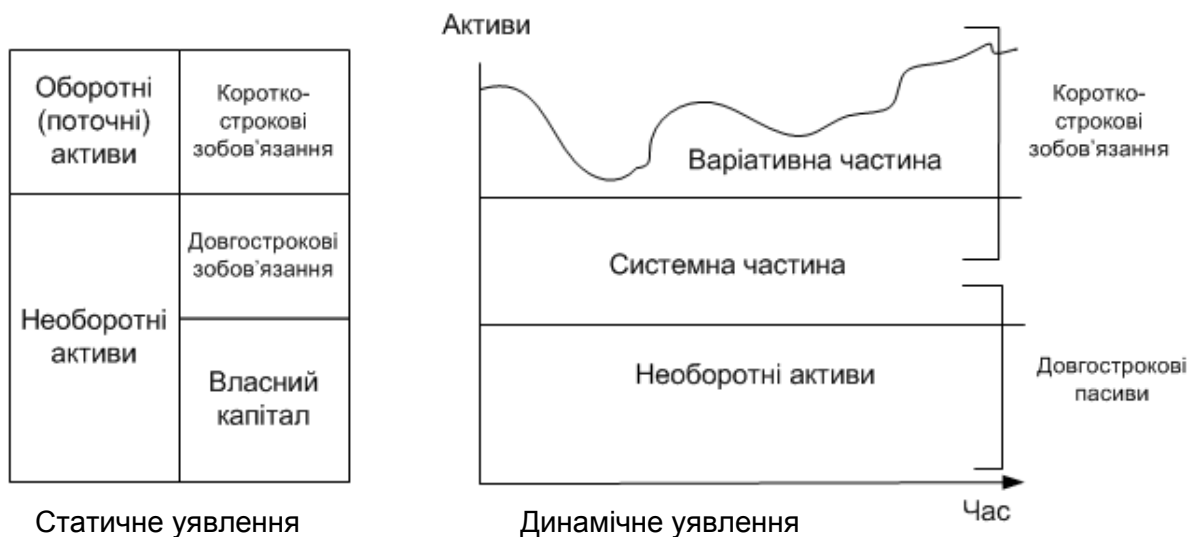 Оборотні
(поточні)
активи
Коротко-
строкові
зобов`язання
Необоротні
активи
Довгострокові
зобов`язання
Власний
капітал
Статичне уявлення
Активи
Варіативна частина
Системна частина
Необоротні активи
Коротко-
строкові
зобов`язання
Довгострокові
пасиви
Час
Динамічне уявлення